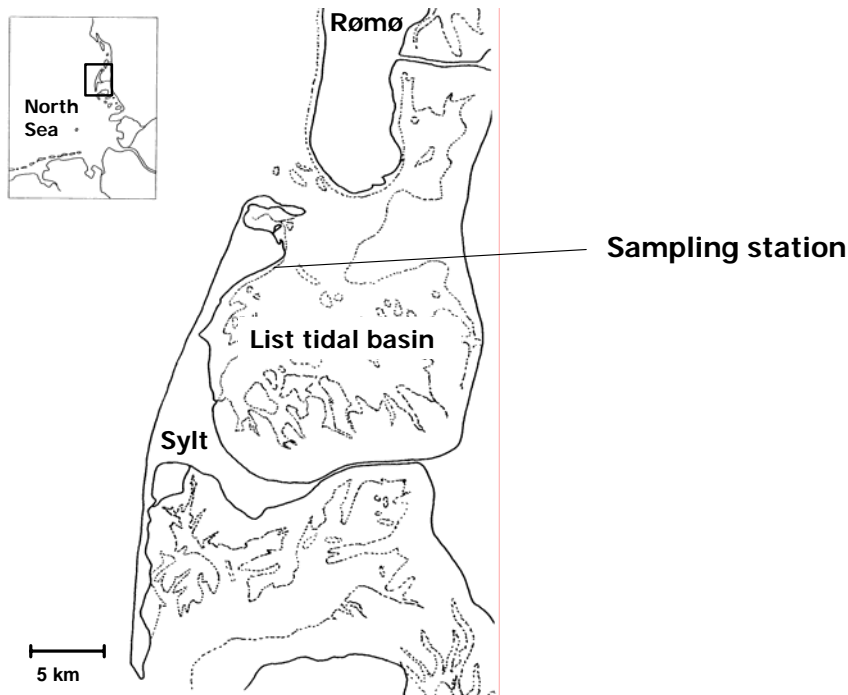 Rømø
North
Sea
Sampling station
List tidal basin
Sylt
5 km